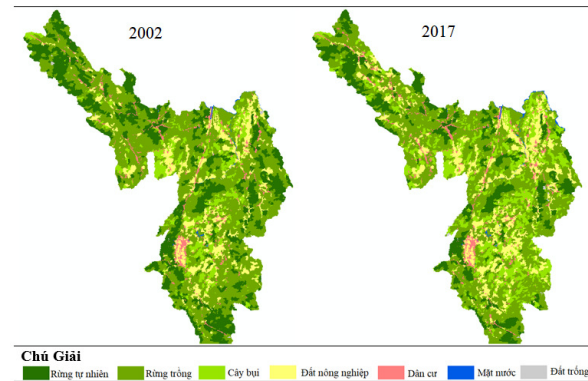 2002 2017
Chú Giải
Rừng tự nhiên Rừng trồng Cây bụi Đất nông nghiệp Dân cư Mặt nước Đất trống